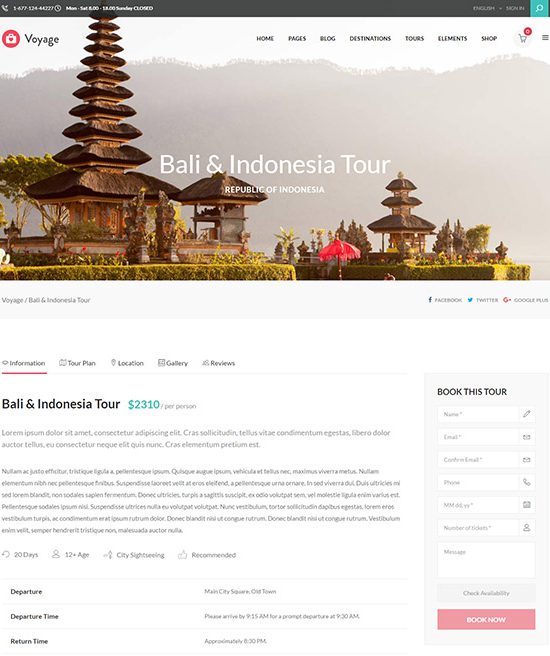 1-677-124-44227 Mon - Sat 8.00 - 18.00 Sunday CLOSED
ENGLISH SIGN IN
Voyage
HOME PAGES BLOG DESTINATIONS TOURS ELEMENTS SHOP 0
Bali & Indonesia Tour
REPUBLIC OF INDONESIA
Voyage / Bali & Indonesia Tour
FACEBOOK TWITTER GOOGLE PLUS
Information Tour Plan Location Gallery Reviews
Bali & Indonesia Tour $2310 / per person
Lorem ipsum dolor sit amet, consectetur adipiscing elit. Cras sollicitudin, tellus vitae condimentum egestas, libero dolor
auctor tellus, eu consectetur neque elit quis nunc. Cras elementum pretium est.
Nullam ac justo efficitur, tristique ligula a, pellentesque ipsum. Quisque augue ipsum, vehicula et tellus nec, maximus viverra metus. Nullam
elementum nibh nec pellentesque finibus. Suspendisse laoreet velit at eros eleifend, a pellentesque urna ornare. In sed viverra dui. Duis ultricies mi
sed lorem blandit, non sodales sapien fermentum. Donec ultricies, turpis a sagittis suscipit, ex odio volutpat sem, vel molestie ligula enim varius est.
Pellentesque sodales ipsum nisi. Suspendisse ultrices nulla eu volutpat volutpat. Nunc vestibulum, tortor sollicitudin dapibus egestas, lorem eros
vestibulum turpis, ac condimentum erat ipsum rutrum dolor. Donec blandit nisi ut congue rutrum. Donec blandit nisi ut congue rutrum. Vestibulum
enim velit, semper hendrerit tristique non, malesuada auctor nulla.
20 Days 12+ Age City Sightseeing Recommended
Departure Main City Square, Old Town
Departure Time Please arrive by 9:15 AM for a prompt departure at 9:30 AM.
Return Time Approximately 8:30 PM.
BOOK THIS TOUR
Name *
Email *
Confirm Email *
Phone
MM dd, yy *
Number of tickets *
Message
Check Availability
BOOK NOW